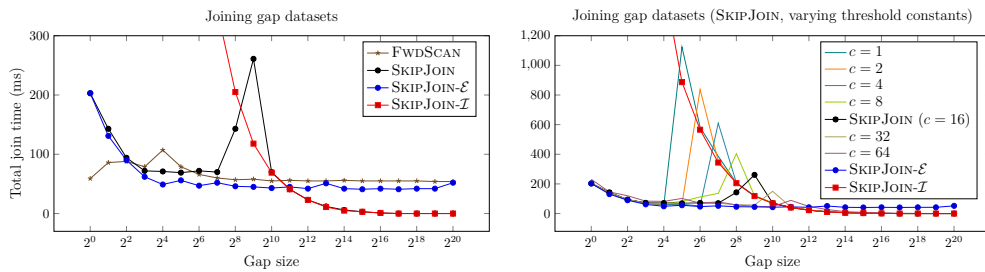 Joining gap datasets
Total join time (ms)
300
200
100
0
2^0 2^2 2^4 2^6 2^8 2^10 2^12 2^14 2^16 2^18 2^20
Gap size
FwdScan
SkipJoin
SkipJoin-ℰ
SkipJoin-ℐ
Joining gap datasets (SkipJoin, varying threshold constants)
1,200
1,000
800
600
400
200
0
2^0 2^2 2^4 2^6 2^8 2^10 2^12 2^14 2^16 2^18 2^20
Gap size
c = 1
c = 2
c = 4
c = 8
SkipJoin (c = 16)
c = 32
c = 64
SkipJoin-ℰ
SkipJoin-ℐ